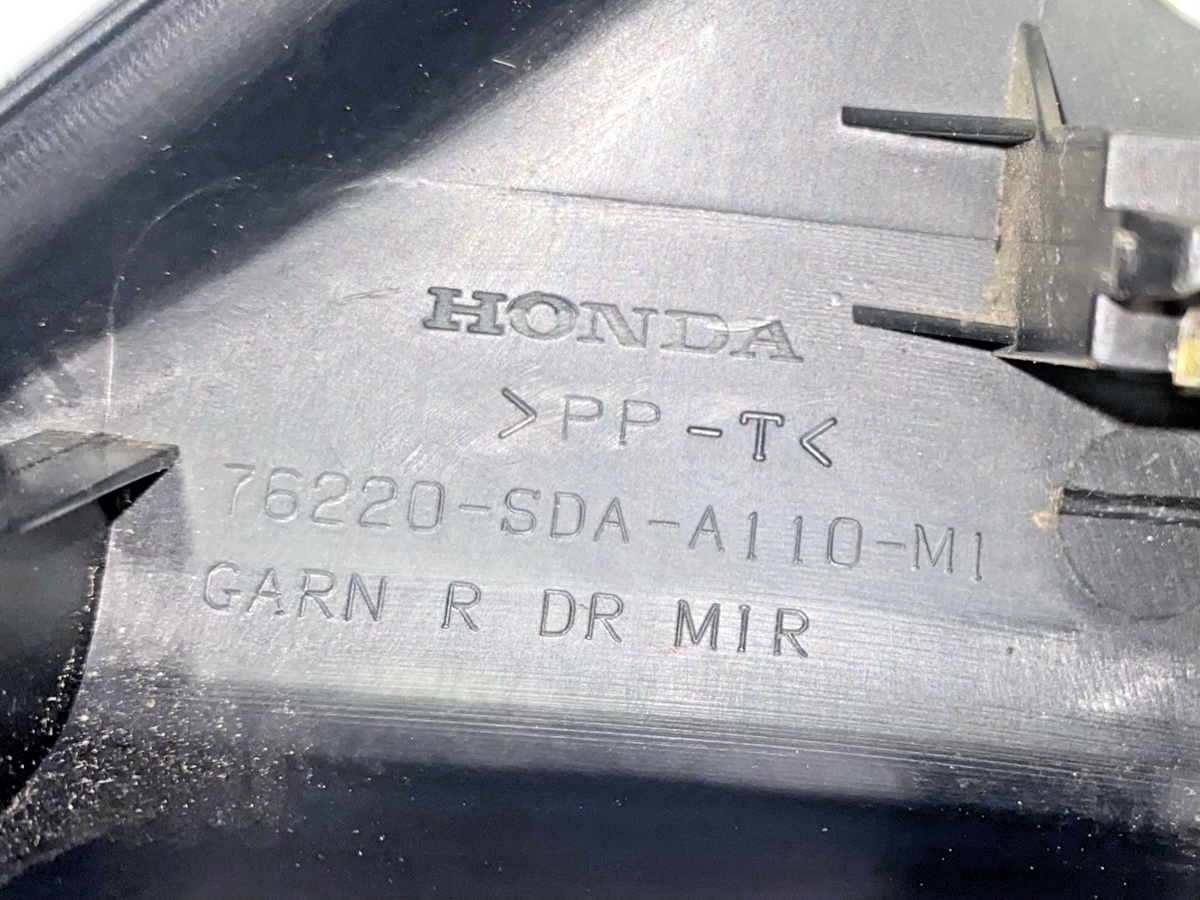 HONDA
>PP-T<
76220-SDA-A110-M1
GARN R DR MIR